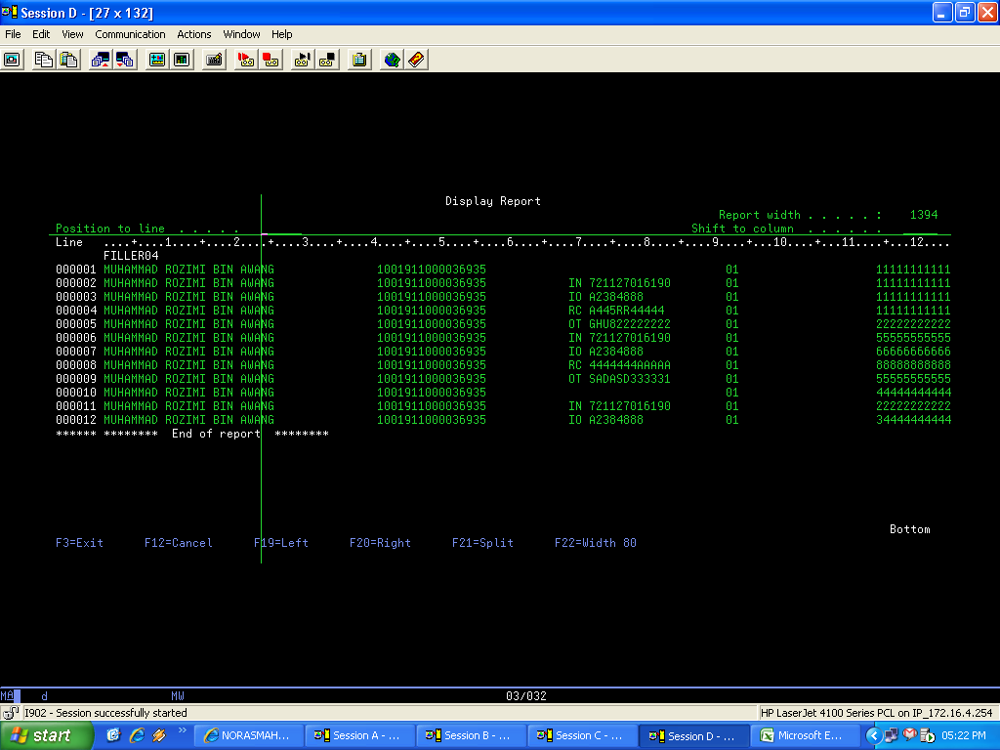 Session D - [27 x 132]
File Edit View Communication Actions Window Help
Display Report
Report width . . . . . : 1394
Position to line . . . . . Shift to column . . . . . .
Line ....+....1....+....2....+....3....+....4....+....5....+....6....+....7....+....8....+....9....+...10....+...11....+...12....
FILLER04
000001 MUHAMMAD ROZIMI BIN AWANG 1001911000036935 01 11111111111
000002 MUHAMMAD ROZIMI BIN AWANG 1001911000036935 IN 721127016190 01 11111111111
000003 MUHAMMAD ROZIMI BIN AWANG 1001911000036935 IO A2384888 01 11111111111
000004 MUHAMMAD ROZIMI BIN AWANG 1001911000036935 RC A445RR44444 01 11111111111
000005 MUHAMMAD ROZIMI BIN AWANG 1001911000036935 OT GHU822222222 01 22222222222
000006 MUHAMMAD ROZIMI BIN AWANG 1001911000036935 IN 721127016190 01 55555555555
000007 MUHAMMAD ROZIMI BIN AWANG 1001911000036935 IO A2384888 01 66666666666
000008 MUHAMMAD ROZIMI BIN AWANG 1001911000036935 RC 4444444AAAAA 01 88888888888
000009 MUHAMMAD ROZIMI BIN AWANG 1001911000036935 OT SADASD333331 01 55555555555
000010 MUHAMMAD ROZIMI BIN AWANG 1001911000036935 01 44444444444
000011 MUHAMMAD ROZIMI BIN AWANG 1001911000036935 IN 721127016190 01 22222222222
000012 MUHAMMAD ROZIMI BIN AWANG 1001911000036935 IO A2384888 01 34444444444
****** ******** End of report ********
Bottom
F3=Exit F12=Cancel F19=Left F20=Right F21=Split F22=Width 80
MA d MW 03/032
I902 - Session successfully started HP LaserJet 4100 Series PCL on IP_172.16.4.254
start NORASMAH... Session A - ... Session B - ... Session C - ... Session D - ... Microsoft E... 05:22 PM